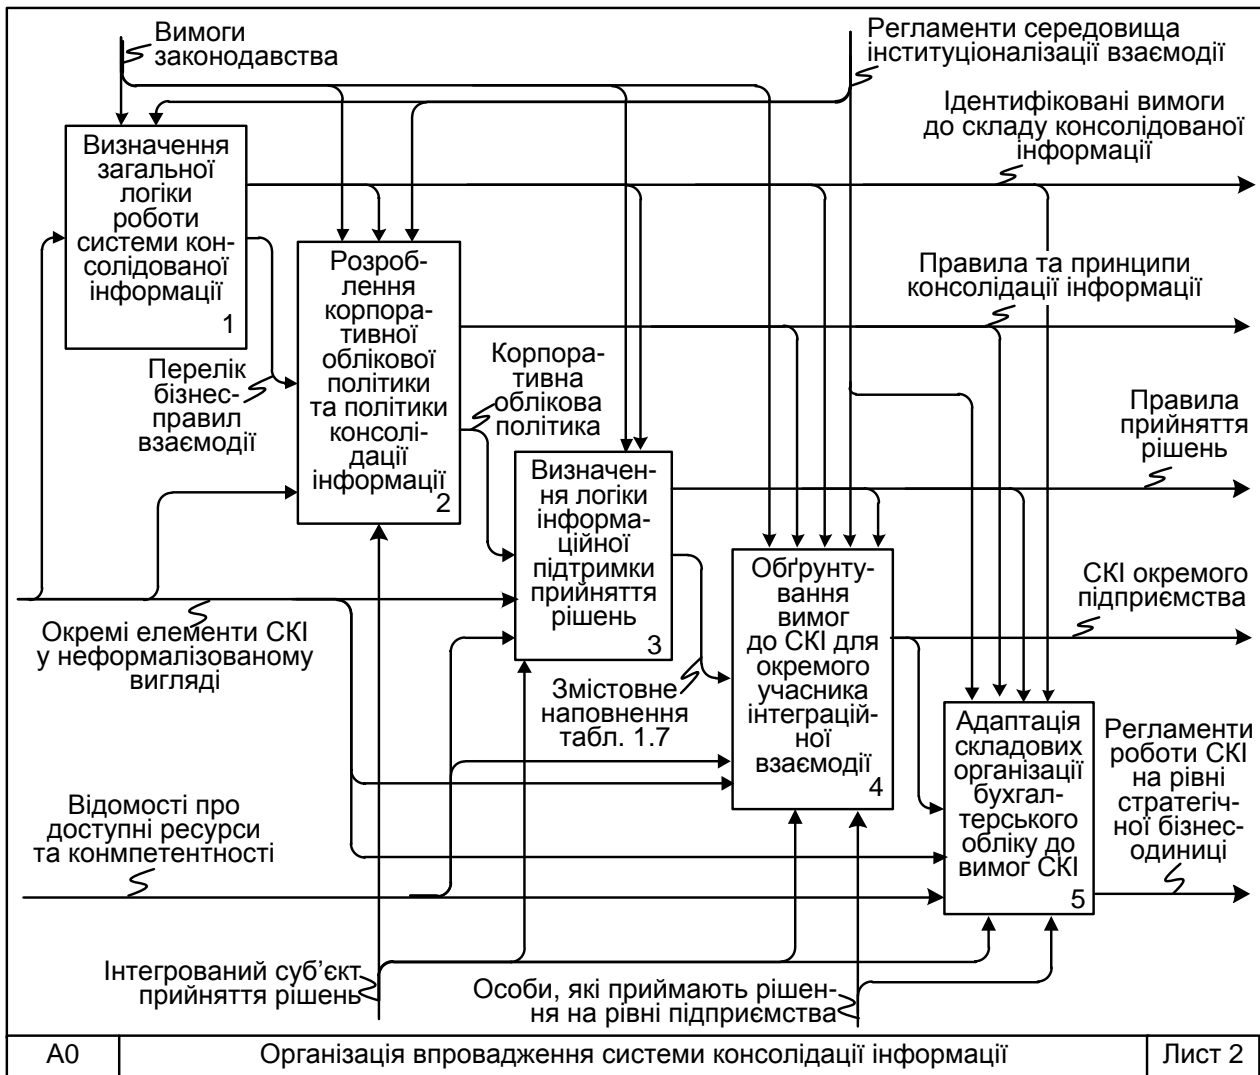 Вимоги
законодавства
Регламенти середовища
інституціоналізації взаємодії
Ідентифіковані вимоги
до складу консолідованої
інформації
Визначення
загальної
логіки
роботи
системи кон-
солідованої
інформації
1
Розроб-
лення
корпора-
тивної
облікової
політики
та політики
консолі-
дації
інформації
2
Правила та принципи
консолідації інформації
Перелік
бізнес-
правил
взаємодії
Корпора-
тивна
облікова
політика
Правила
прийняття
рішень
Визначен-
ня логіки
інформа-
ційної
підтримки
прийняття
рішень
3
Обґрунту-
вання
вимог
до СКІ для
окремого
учасника
інтеграцій-
ної
взаємодії
4
СКІ окремого
підприємства
Окремі елементи СКІ
у неформалізованому
вигляді
Змістовне
наповнення
табл. 1.7
Адаптація
складових
організації
бухгал-
терського
обліку до
вимог СКІ
5
Регламенти
роботи СКІ
на рівні
стратегіч-
ної бізнес-
одиниці
Відомості про
доступні ресурси
та конмпетентності
Інтегрований суб’єкт
прийняття рішень
Особи, які приймають рішен-
ня на рівні підприємства
А0
Організація впровадження системи консолідації інформації
Лист 2